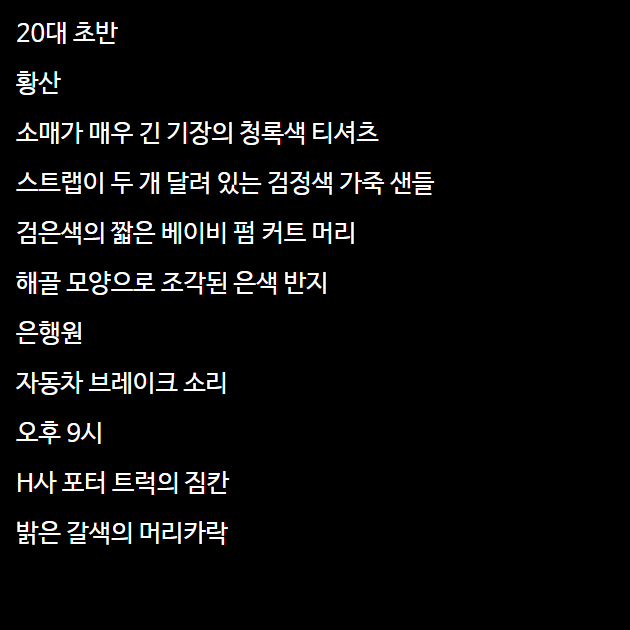 20대 초반
황산
소매가 매우 긴 기장의 청록색 티셔츠
스트랩이 두 개 달려 있는 검정색 가죽 샌들
검은색의 짧은 베이비 펌 커트 머리
해골 모양으로 조각된 은색 반지
은행원
자동차 브레이크 소리
오후 9시
H사 포터 트럭의 짐칸
밝은 갈색의 머리카락